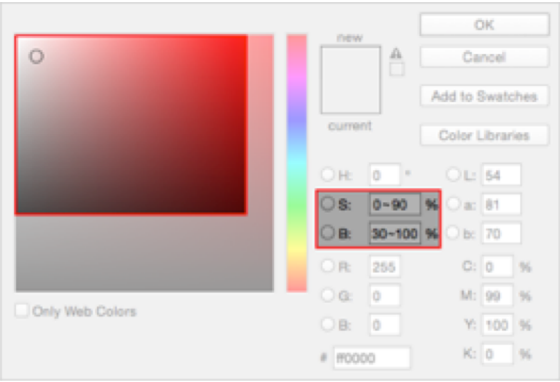 OK
new
Cancel
Add to Swatches
current
Color Libraries
H: 0 °
L: 54
S: 0~90 %
a: 81
B: 30~100 %
b: 70
R: 255
C: 0 %
G: 0
M: 99 %
B: 0
Y: 100 %
# ff0000
K: 0 %
Only Web Colors